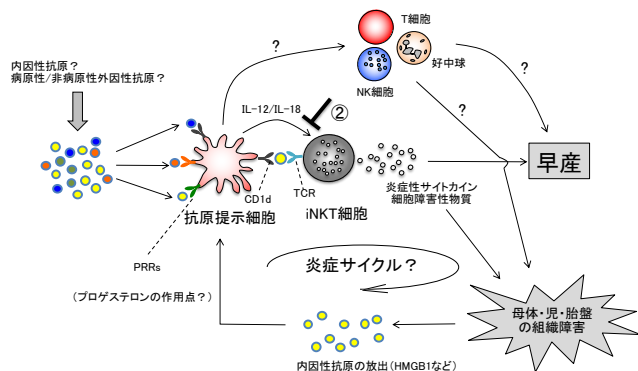 内因性抗原？
病原性/非病原性外因性抗原？
?
T細胞
好中球
NK細胞
?
?
IL-12/IL-18
②
早産
CD1d
TCR
抗原提示細胞
iNKT細胞
炎症性サイトカイン
細胞障害性物質
PRRs
炎症サイクル？
(プロゲステロンの作用点？)
母体・児・胎盤
の組織障害
内因性抗原の放出(HMGB1など)